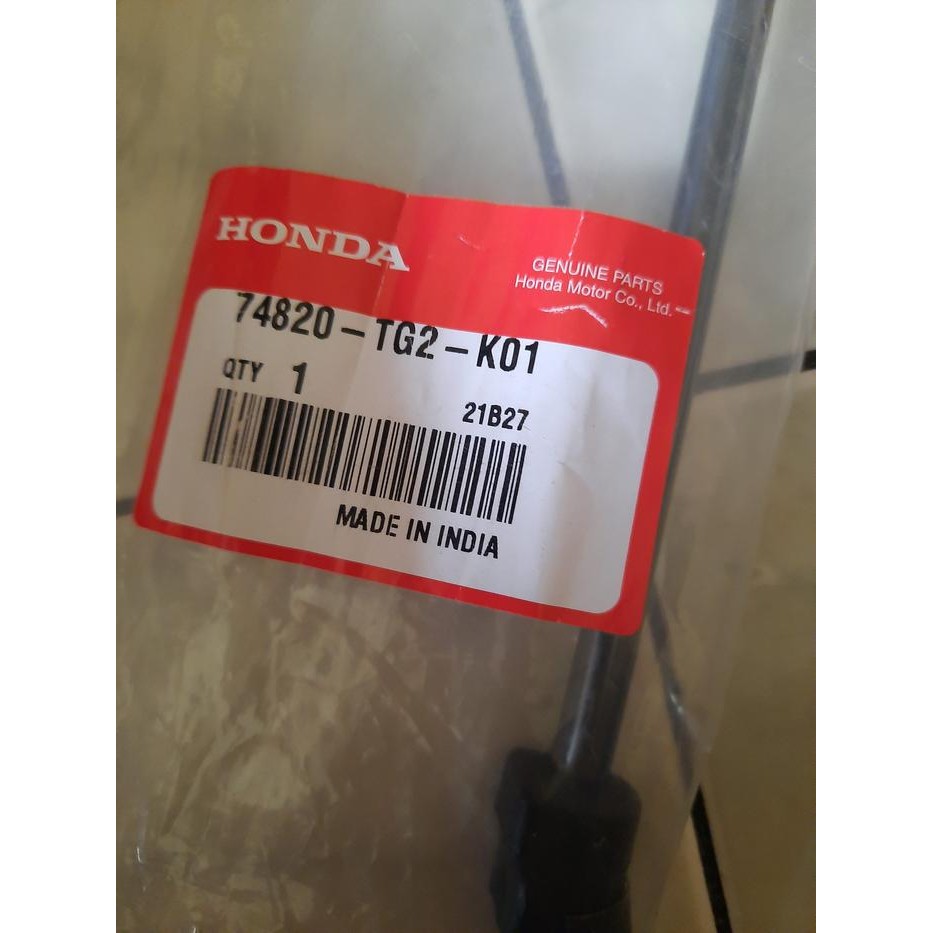 HONDA
GENUINE PARTS
Honda Motor Co., Ltd.
74820-TG2-K01
QTY 1
21B27
MADE IN INDIA